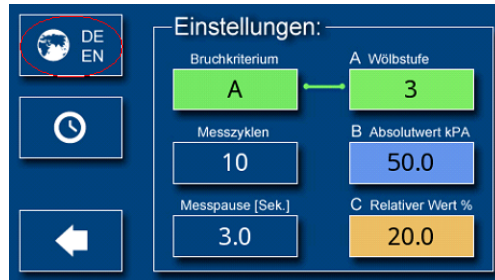 DE
EN
Einstellungen:
Bruchkriterium
A Wölbstufe
A
3
Messzyklen
B Absolutwert kPA
10
50.0
Messpause [Sek.]
C Relativer Wert %
3.0
20.0